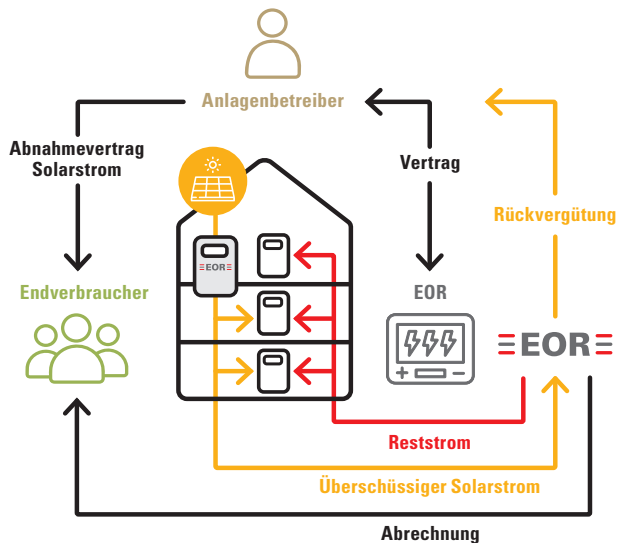 Anlagenbetreiber
Abnahmevertrag
Solarstrom
Vertrag
Rückvergütung
EOR
Endverbraucher
EOR
EOR
Reststrom
Überschüssiger Solarstrom
Abrechnung